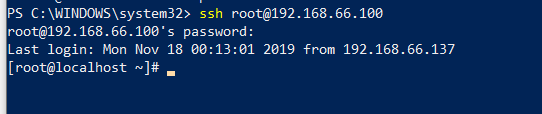 PS C:\WINDOWS\system32> ssh root@192.168.66.100
root@192.168.66.100's password:
Last login: Mon Nov 18 00:13:01 2019 from 192.168.66.137
[root@localhost ~]#